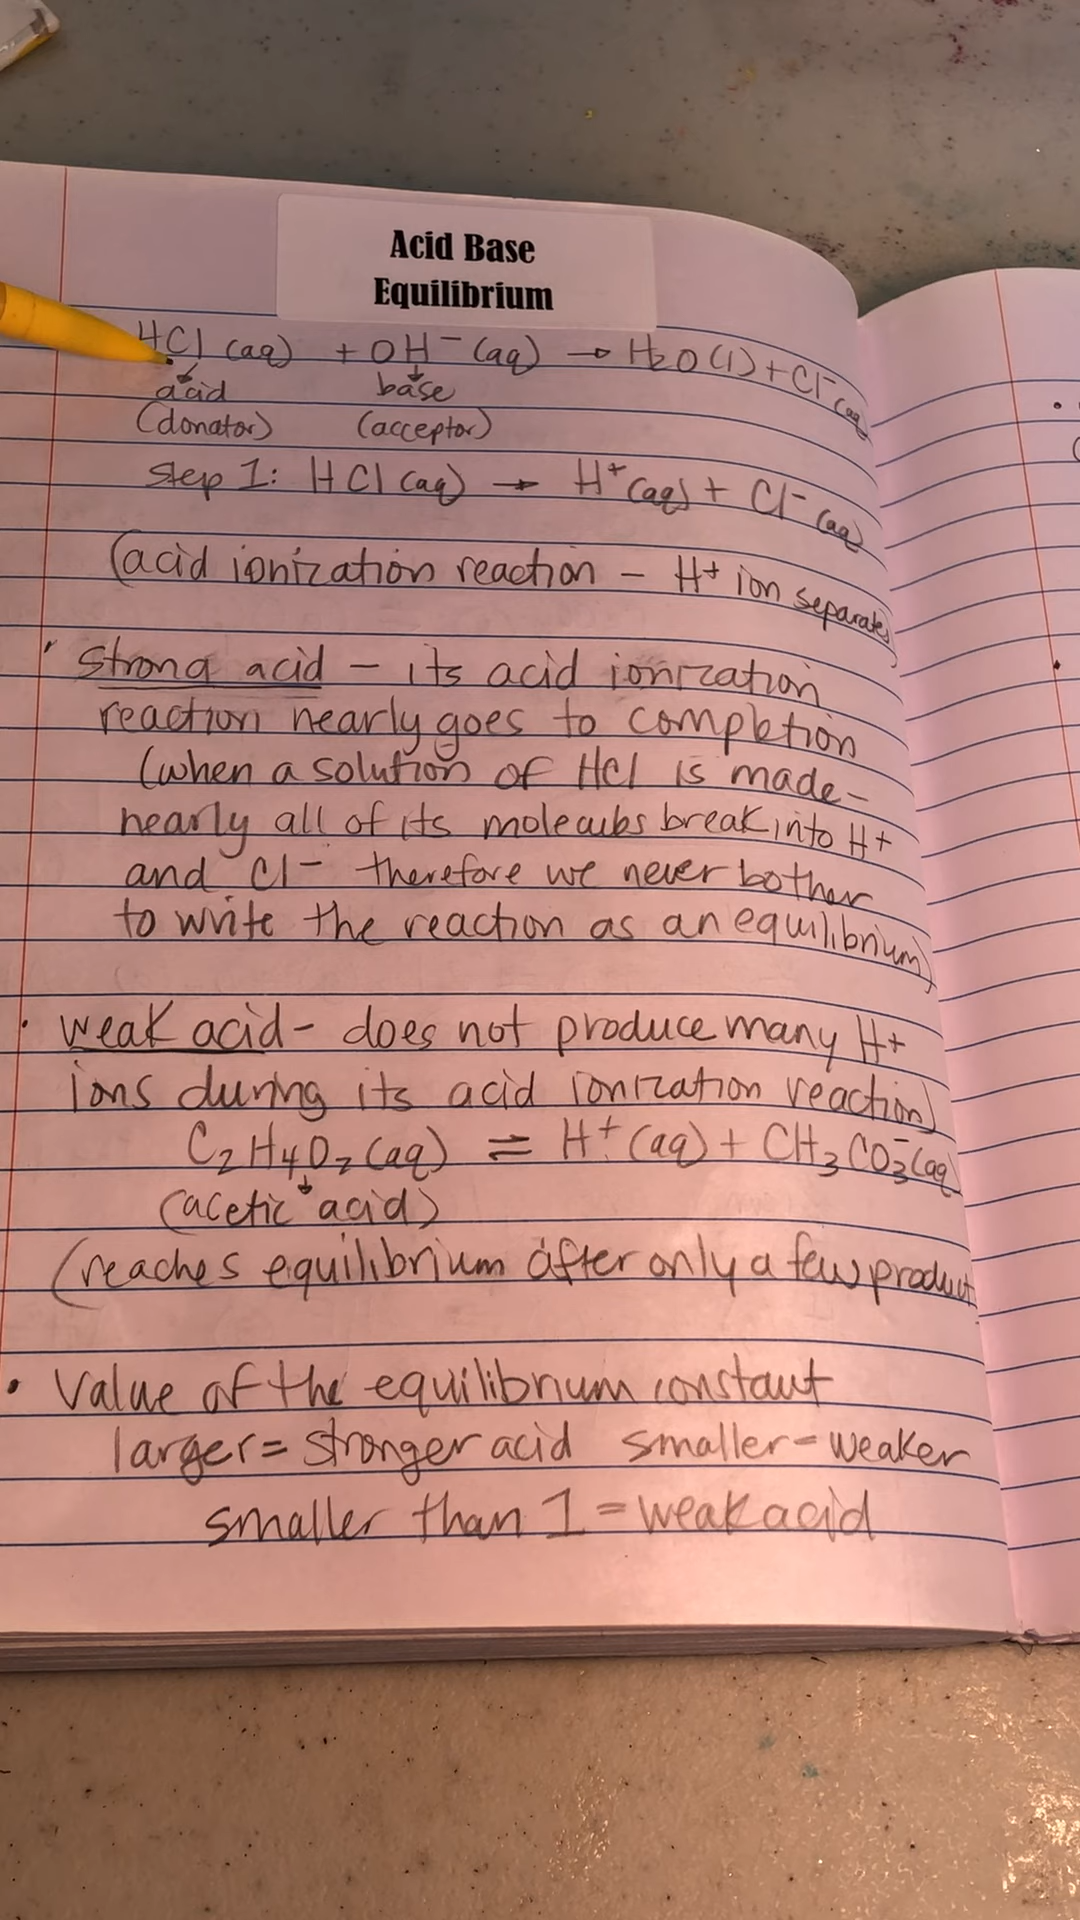 Acid Base
Equilibrium
HCl (aq) + OH⁻ (aq) → H₂O (l) + Cl⁻ (aq)
acid base
(donator) (acceptor)
Step 1: HCl (aq) → H⁺ (aq) + Cl⁻ (aq)
(acid ionization reaction - H⁺ ion separates
• strong acid - its acid ionization
reaction nearly goes to completion
(when a solution of HCl is made -
nearly all of its molecules break into H+
and Cl⁻ therefore we never bother
to write the reaction as an equilibrium)
• weak acid - does not produce many H+
ions during its acid ionization reaction)
C₂H₄O₂ (aq) ⇌ H⁺ (aq) + CH₃CO₃⁻ (aq
(acetic acid)
(reaches equilibrium after only a few product
• Value of the equilibrium constant
larger = stronger acid smaller = weaker
smaller than 1 = weak acid